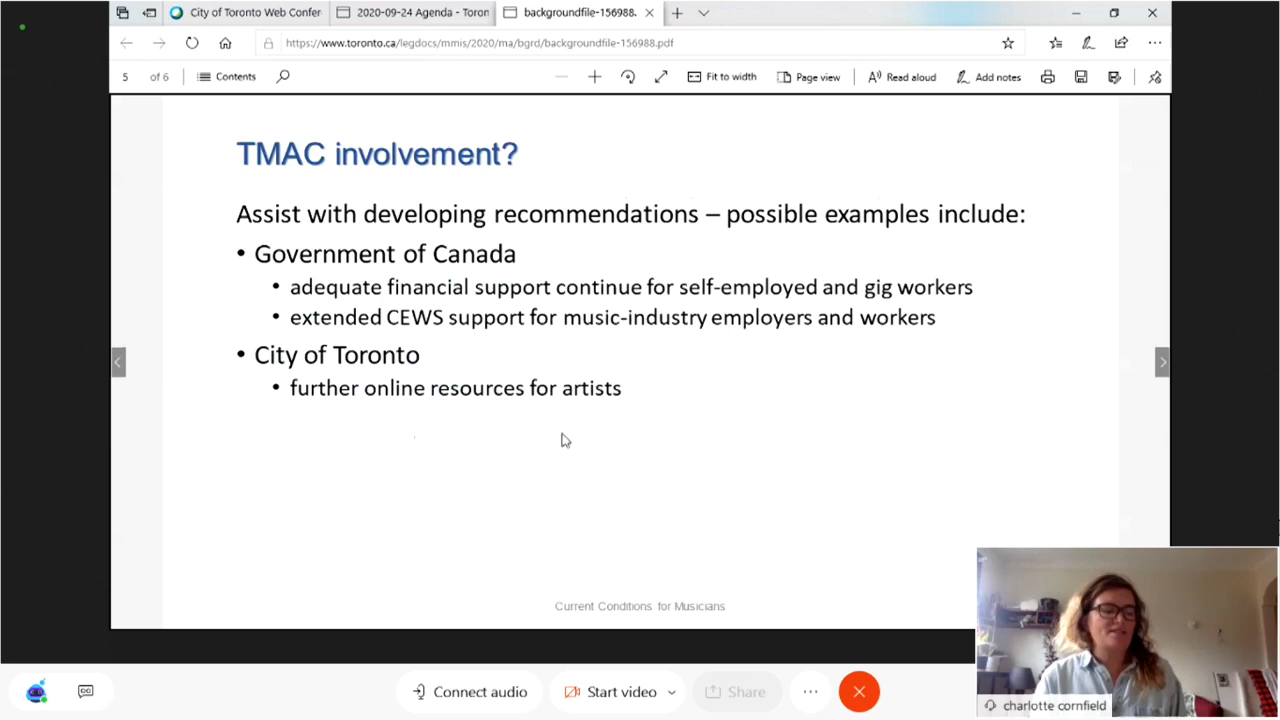 City of Toronto Web Confer
2020-09-24 Agenda - Toron
backgroundfile-156988.
https://www.toronto.ca/legdocs/mmis/2020/ma/bgrd/backgroundfile-156988.pdf
5 of 6 Contents Fit to width Page view Read aloud Add notes
TMAC involvement?
Assist with developing recommendations – possible examples include:
• Government of Canada
• adequate financial support continue for self-employed and gig workers
• extended CEWS support for music-industry employers and workers
• City of Toronto
• further online resources for artists
Current Conditions for Musicians
charlotte cornfield
CC
Connect audio
Start video
Share